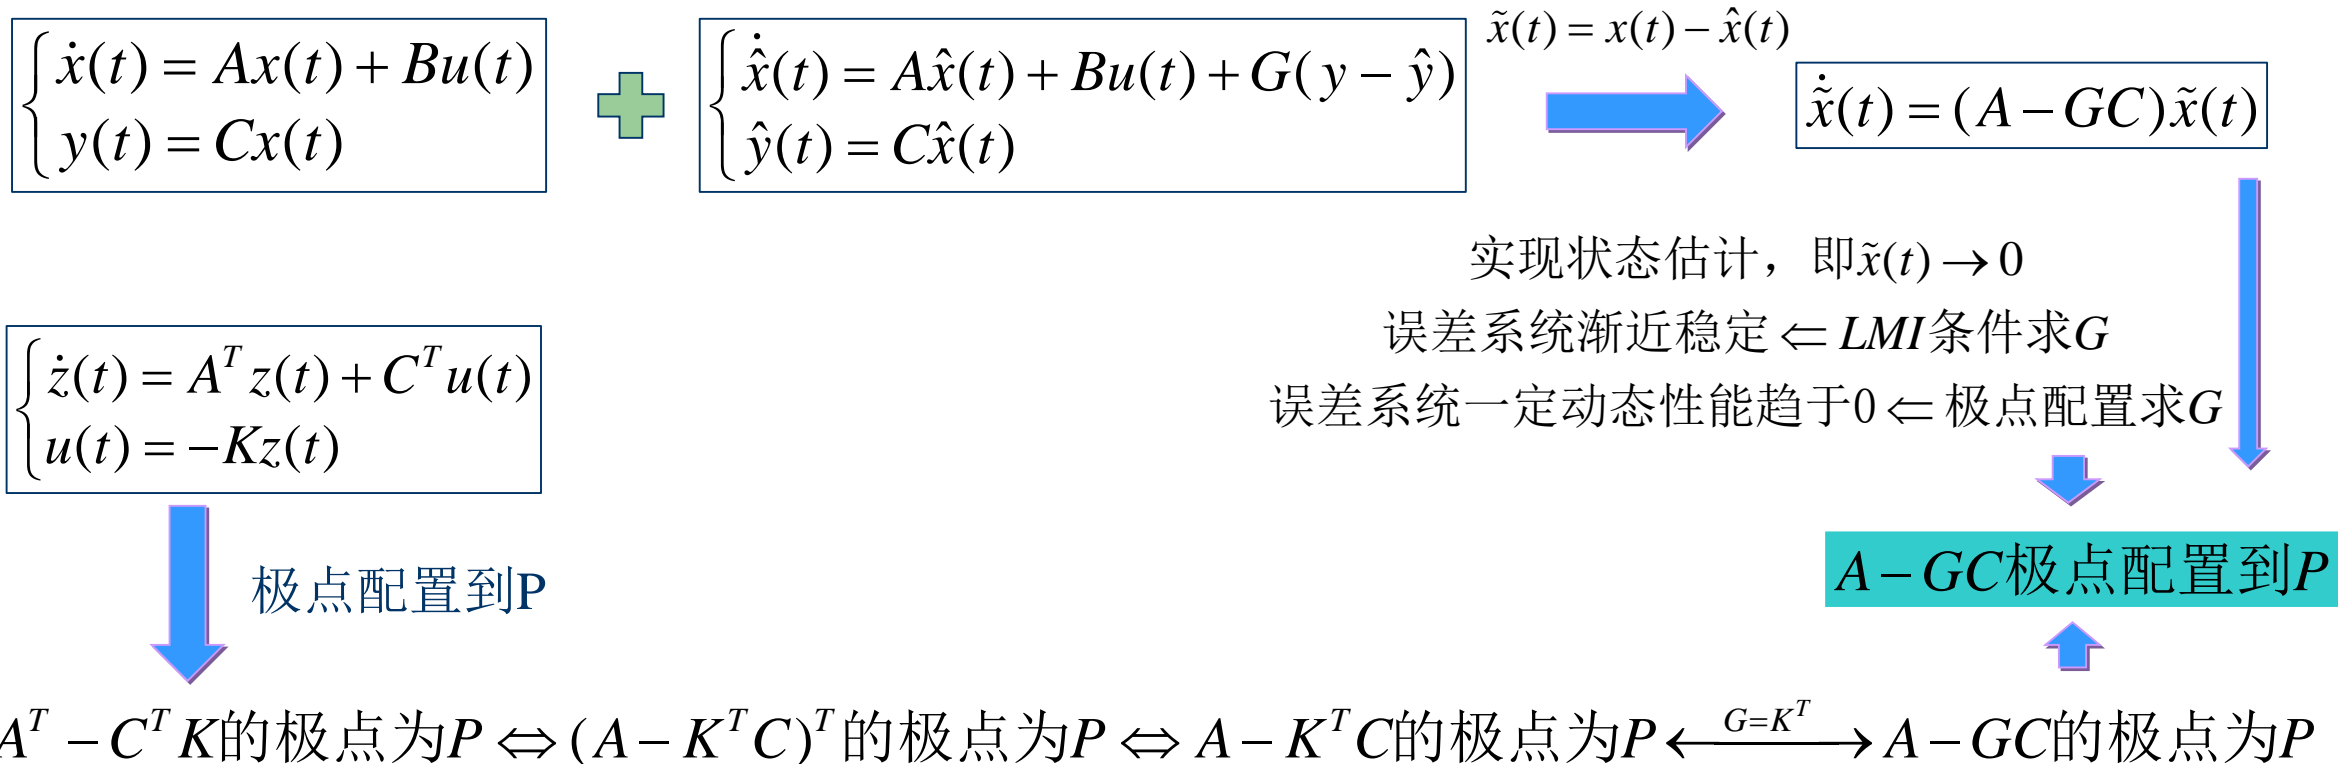 x̃(t) = x(t) − x̂(t)
ẋ(t) = Ax(t) + Bu(t)
y(t) = Cx(t)
x̂̇(t) = Ax̂(t) + Bu(t) + G(y − ŷ)
ŷ(t) = Cx̂(t)
x̃̇(t) = (A − GC)x̃(t)
实现状态估计，即x̃(t) → 0
误差系统渐近稳定 ⇐ LMI条件求G
误差系统一定动态性能趋于0 ⇐ 极点配置求G
ż(t) = Aᵀz(t) + Cᵀu(t)
u(t) = −Kz(t)
极点配置到P
A − GC极点配置到P
Aᵀ − CᵀK的极点为P ⇔ (A − KᵀC)ᵀ的极点为P ⇔ A − KᵀC的极点为P ⟷ G=Kᵀ A − GC的极点为P